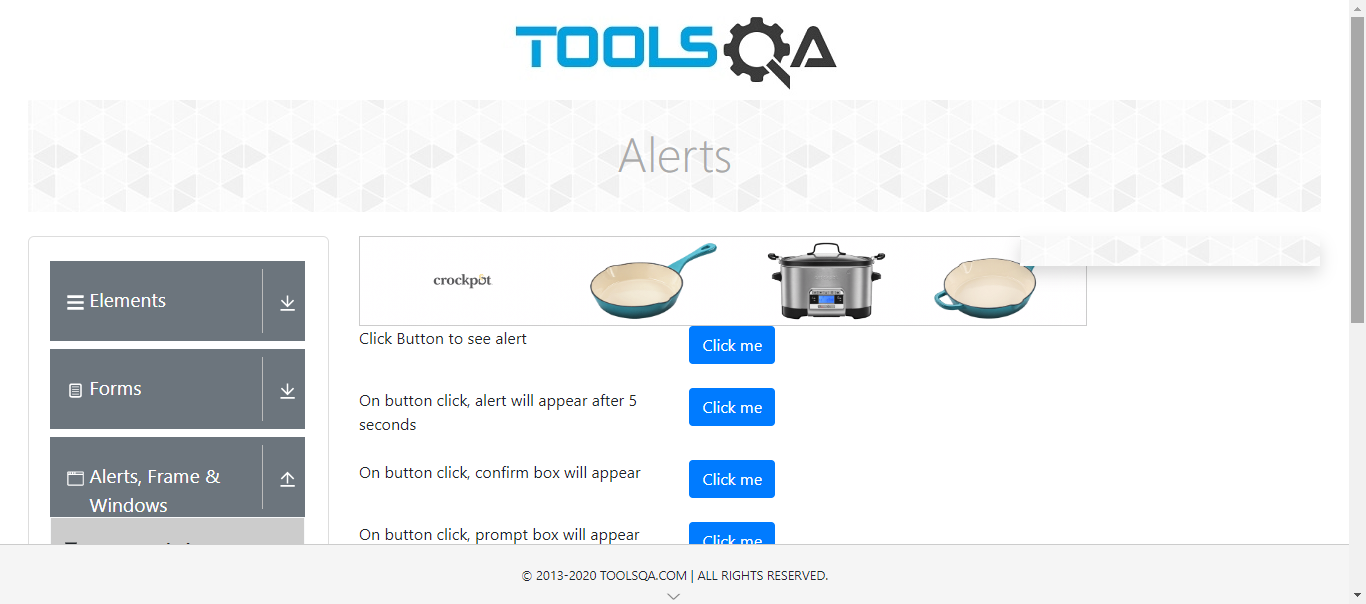 TOOLSQA
Alerts
Elements
Forms
Alerts, Frame &
Windows
crockpot
Click Button to see alert
Click me
On button click, alert will appear after 5
seconds
Click me
On button click, confirm box will appear
Click me
On button click, prompt box will appear
Click me
© 2013-2020 TOOLSQA.COM | ALL RIGHTS RESERVED.